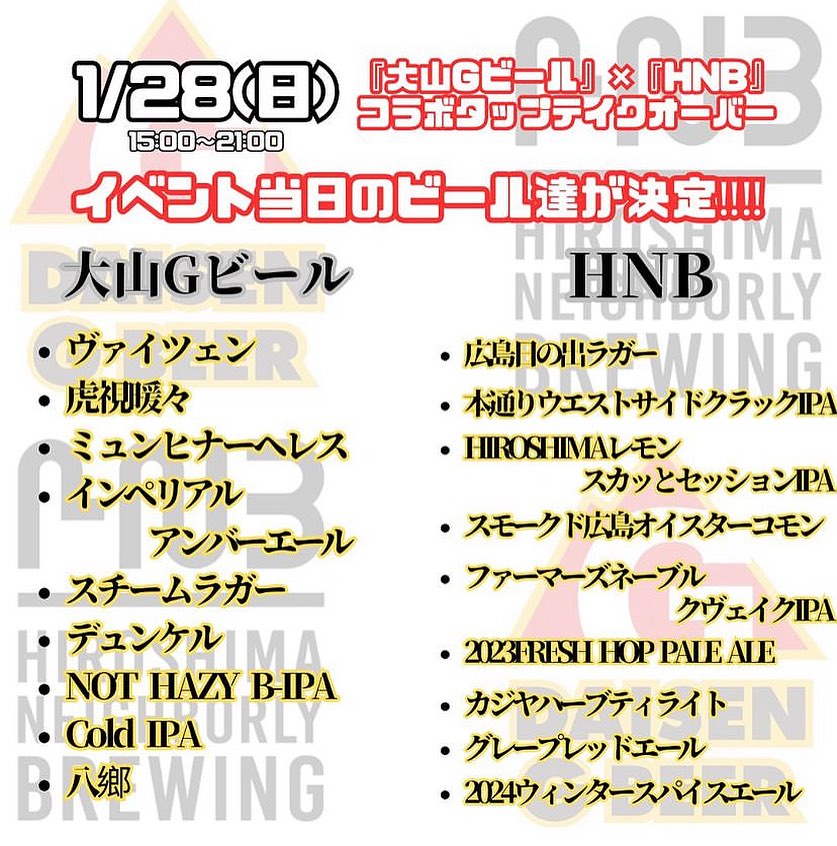 1/28(日)
15:00～21:00
『大山Gビール』×『HNB』
コラボタップテイクオーバー
イベント当日のビール達が決定!!!!
大山Gビール
・ヴァイツェン
・虎視暖々
・ミュンヒナーヘレス
・インペリアル
アンバーエール
・スチームラガー
・デュンケル
・NOT HAZY B-IPA
・Cold IPA
・八郷
HNB
・広島日の出ラガー
・本通りウエストサイドクラックIPA
・HIROSHIMAレモン
スカッとセッションIPA
・スモークド広島オイスターコモン
・ファーマーズネーブル
クヴェイクIPA
・2023FRESH HOP PALE ALE
・カジヤハーブティライト
・グレープレッドエール
・2024ウィンタースパイスエール
DAISEN
G BEER
HNB
HIROSHIMA
NEIGHBORLY
BREWING
HNB
HIROSHIMA
NEIGHBORLY
BREWING
G
DAISEN
G BEER